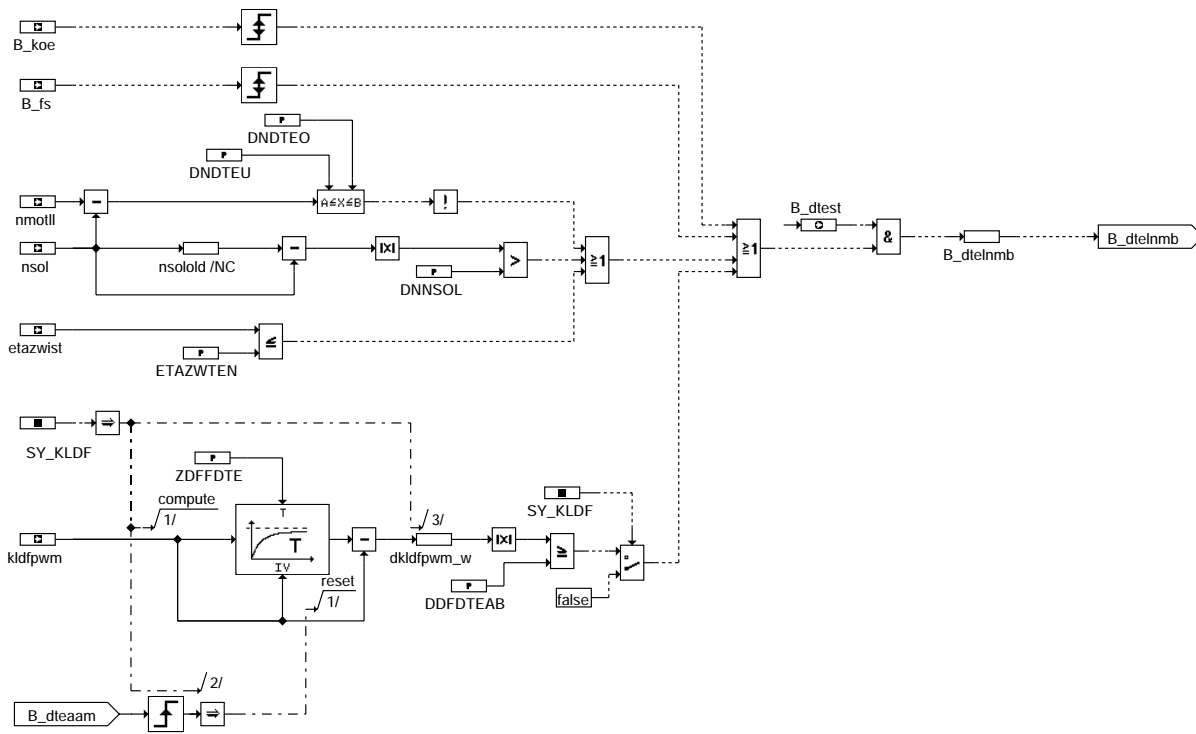 B_koe
B_fs
P
DNDTEO
P
DNDTEU
nmotll
−
A≤X≤B
!
B_dtest
&
B_dtelnmb
B_dtelnmb
nsol
nsolold /NC
−
|X|
>
≥1
≥1
P
DNNSOL
etazwist
≤
P
ETAZWTEN
SY_KLDF
⇒
P
ZDFFDTE
compute
1/
T
T
IV
kldfpwm
−
3/
dkldfpwm_w
|X|
≥
SY_KLDF
P
DDFDTEAB
false
reset
1/
2/
B_dteaam
⇒